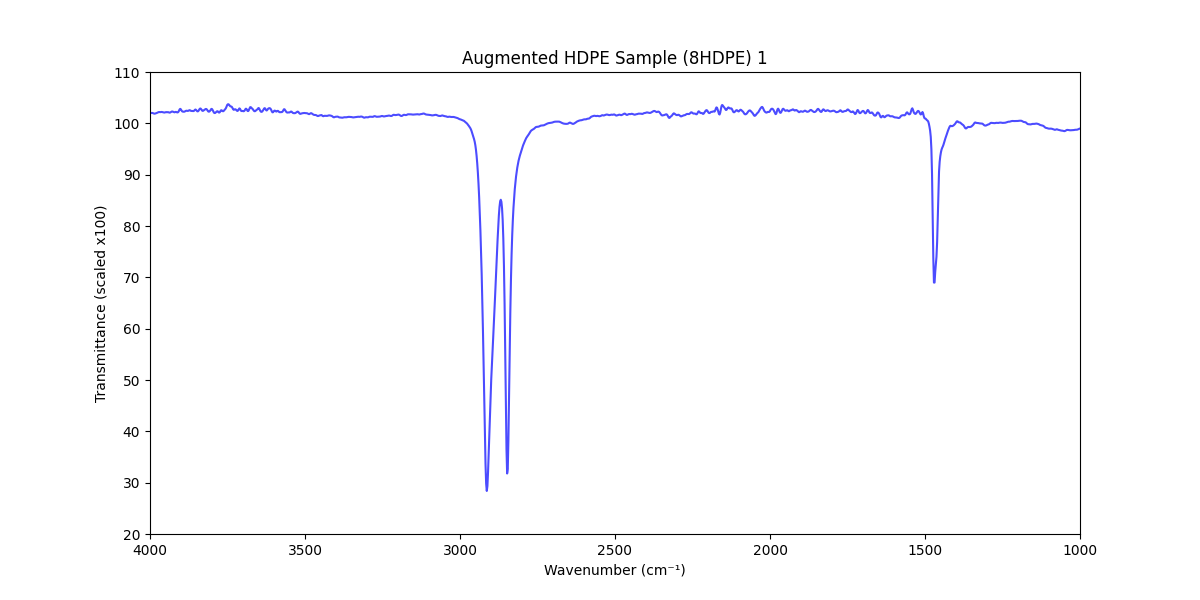 Augmented HDPE Sample (8HDPE) 1
Transmittance (scaled x100)
110
100
90
80
70
60
50
40
30
20
4000 3500 3000 2500 2000 1500 1000
Wavenumber (cm⁻¹)